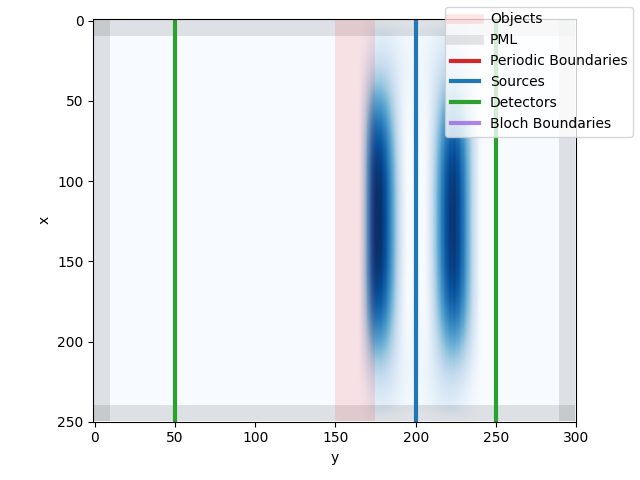 Objects
PML
Periodic Boundaries
Sources
Detectors
Bloch Boundaries
0
50
100
150
200
250
x
0 50 100 150 200 250 300
y